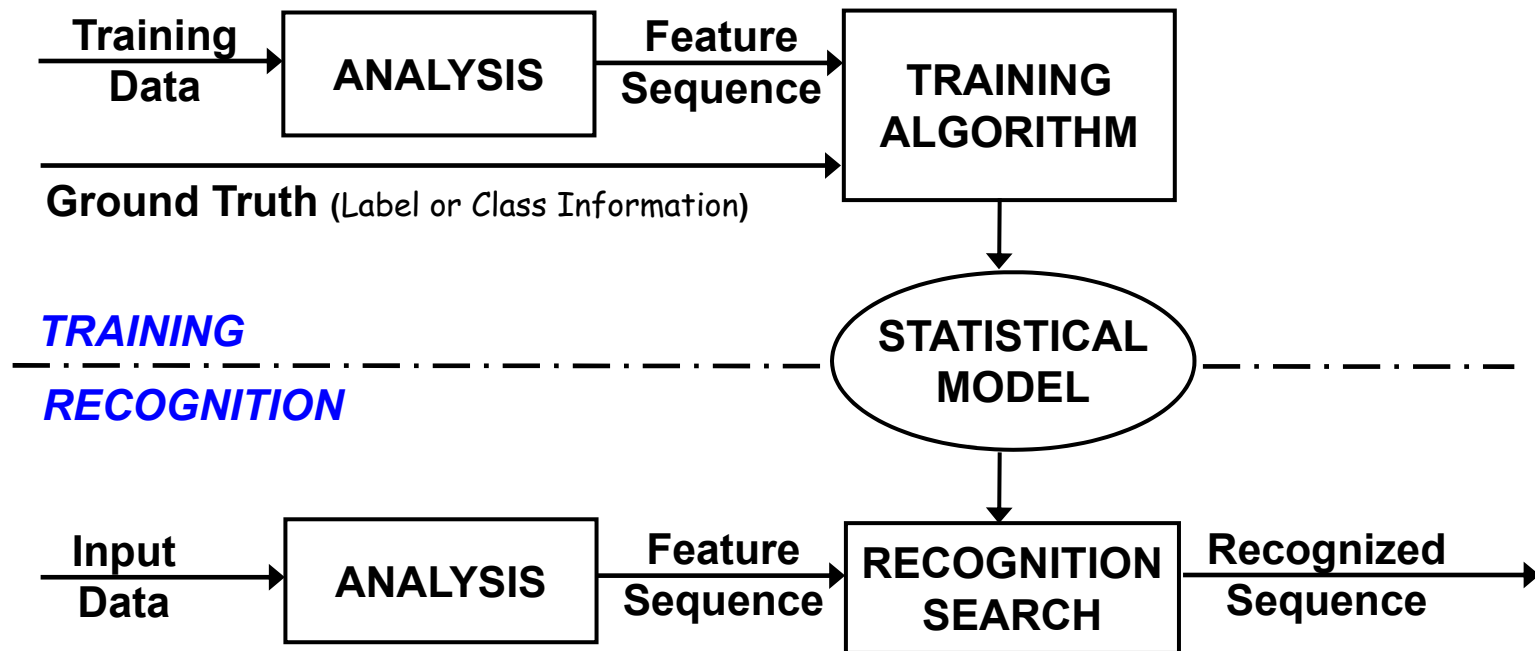 Training
Data
ANALYSIS
Feature
Sequence
TRAINING
ALGORITHM
Ground Truth (Label or Class Information)
TRAINING
STATISTICAL
MODEL
RECOGNITION
Input
Data
ANALYSIS
Feature
Sequence
RECOGNITION
SEARCH
Recognized
Sequence